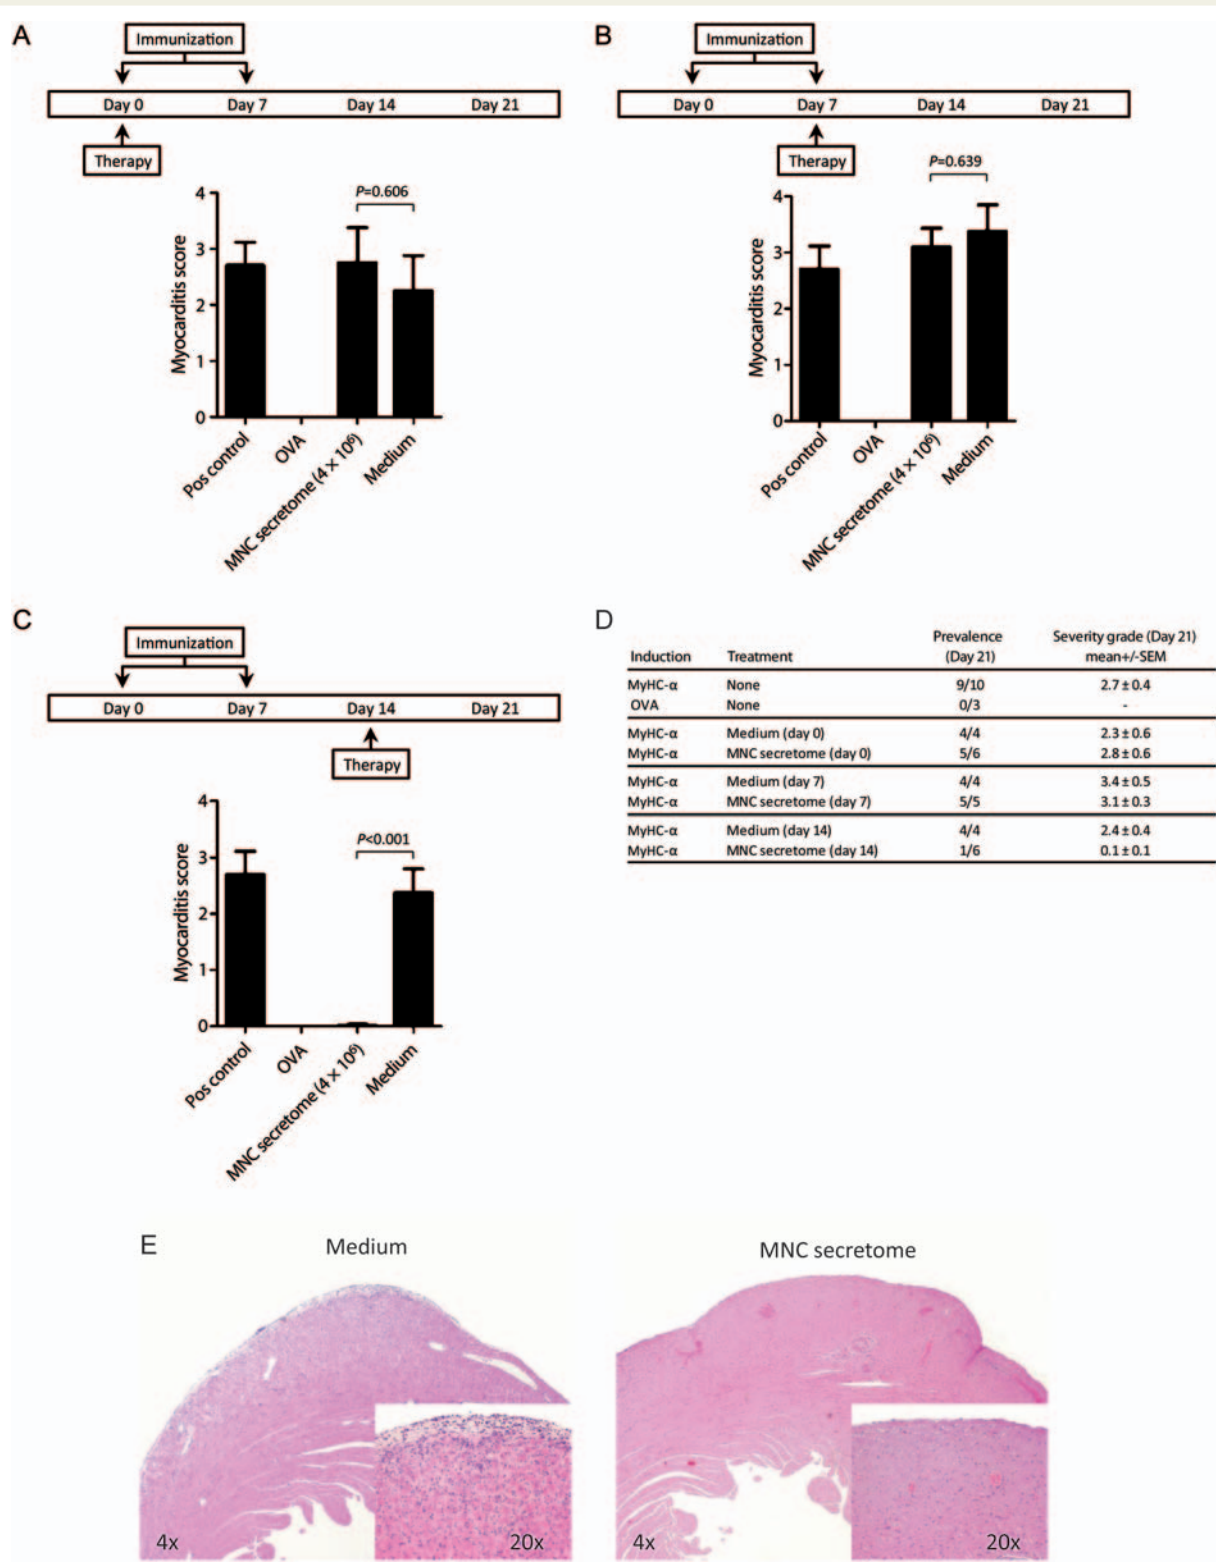 A
Immunization
Day 0 Day 7 Day 14 Day 21
Therapy
P=0.606
4
3
2
1
0
Myocarditis score
Pos control
OVA
MNC secretome (4 × 10⁶)
Medium
B
Immunization
Day 0 Day 7 Day 14 Day 21
Therapy
P=0.639
4
3
2
1
0
Myocarditis score
Pos control
OVA
MNC secretome (4 × 10⁶)
Medium
C
Immunization
Day 0 Day 7 Day 14 Day 21
Therapy
P<0.001
4
3
2
1
0
Myocarditis score
Pos control
OVA
MNC secretome (4 × 10⁶)
Medium
D
Prevalence Severity grade (Day 21)
Induction Treatment (Day 21) mean+/-SEM
MyHC-α None 9/10 2.7±0.4
OVA None 0/3 -
MyHC-α Medium (day 0) 4/4 2.3±0.6
MyHC-α MNC secretome (day 0) 5/6 2.8±0.6
MyHC-α Medium (day 7) 4/4 3.4±0.5
MyHC-α MNC secretome (day 7) 5/5 3.1±0.3
MyHC-α Medium (day 14) 4/4 2.4±0.4
MyHC-α MNC secretome (day 14) 1/6 0.1±0.1
E
Medium
4x
20x
MNC secretome
4x
20x